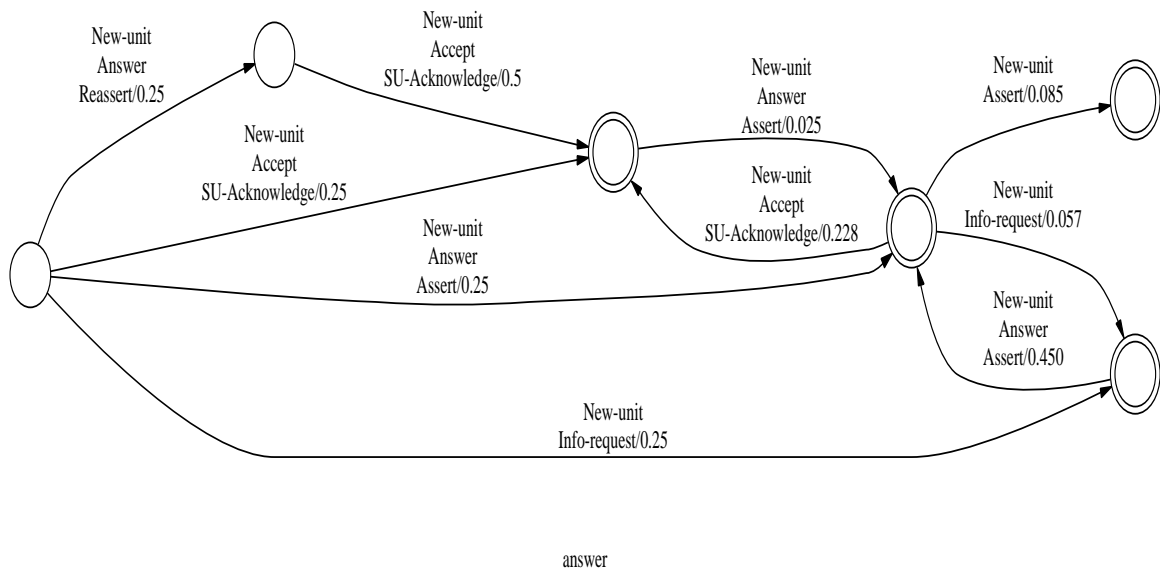 New-unit
Answer
Reassert/0.25
New-unit
Accept
SU-Acknowledge/0.5
New-unit
Accept
SU-Acknowledge/0.25
New-unit
Answer
Assert/0.25
New-unit
Info-request/0.25
New-unit
Answer
Assert/0.025
New-unit
Accept
SU-Acknowledge/0.228
New-unit
Assert/0.085
New-unit
Info-request/0.057
New-unit
Answer
Assert/0.450
answer